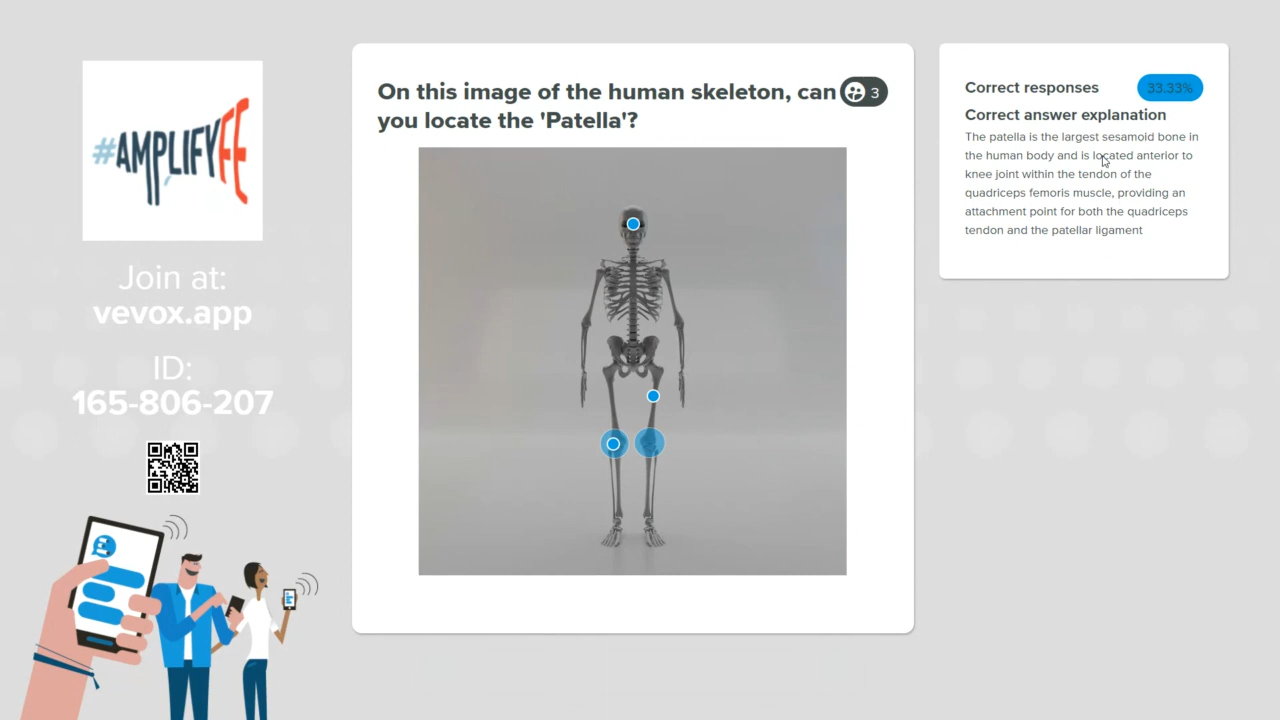 #AMPLIFYFE
Join at:
vevox.app
ID:
165-806-207
On this image of the human skeleton, can
you locate the 'Patella'?
3
Correct responses
33.33%
Correct answer explanation
The patella is the largest sesamoid bone in
the human body and is located anterior to
knee joint within the tendon of the
quadriceps femoris muscle, providing an
attachment point for both the quadriceps
tendon and the patellar ligament